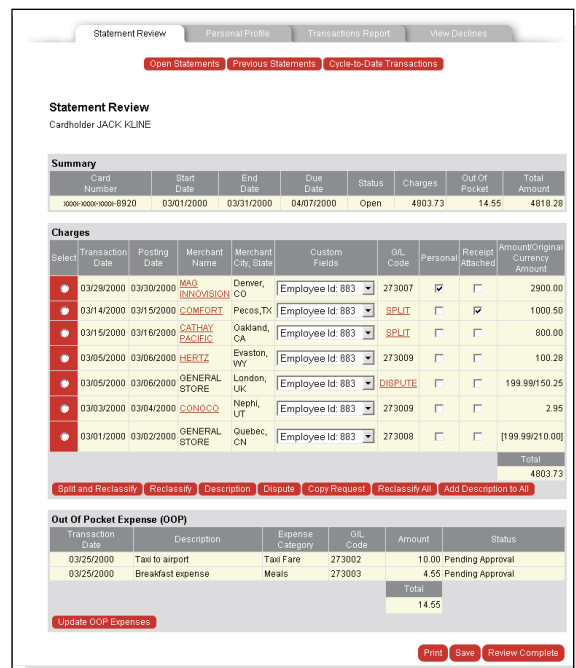 Statement Review Personal Profile Transactions Report View Declines
Open Statements Previous Statements Cycle-to-Date Transactions
Statement Review
Cardholder JACK KLINE
Summary
Card Number Start Date End Date Due Date Status Charges Out Of Pocket Total Amount
xxxx-xxxx-xxxx-8920 03/01/2000 03/31/2000 04/07/2000 Open 4803.73 14.55 4818.28
Charges
Select Transaction Date Posting Date Merchant Name Merchant City, State Custom Fields G/L Code Personal Receipt Attached Amount/Original Currency Amount
03/29/2000 03/30/2000 MAG INNOVISION Denver, CO Employee Id: 883 273007 2900.00
03/14/2000 03/15/2000 COMFORT Pecos,TX Employee Id: 883 SPLIT 1000.50
03/15/2000 03/16/2000 CATHAY PACIFIC Oakland, CA Employee Id: 883 SPLIT 800.00
03/05/2000 03/06/2000 HERTZ Evaston, WY Employee Id: 883 273009 100.28
03/05/2000 03/06/2000 GENERAL STORE London, UK Employee Id: 883 DISPUTE 199.99/150.25
03/03/2000 03/04/2000 CONOCO Nephi, UT Employee Id: 883 273009 2.95
03/01/2000 03/02/2000 GENERAL STORE Quebec, CN Employee Id: 883 273008 [199.99/210.00]
Total
4803.73
Split and Reclassify Reclassify Description Dispute Copy Request Reclassify All Add Description to All
Out Of Pocket Expense (OOP)
Transaction Date Description Expense Category G/L Code Amount Status
03/25/2000 Taxi to airport Taxi Fare 273002 10.00 Pending Approval
03/25/2000 Breakfast expense Meals 273003 4.55 Pending Approval
Total
14.55
Update OOP Expenses
Print Save Review Complete